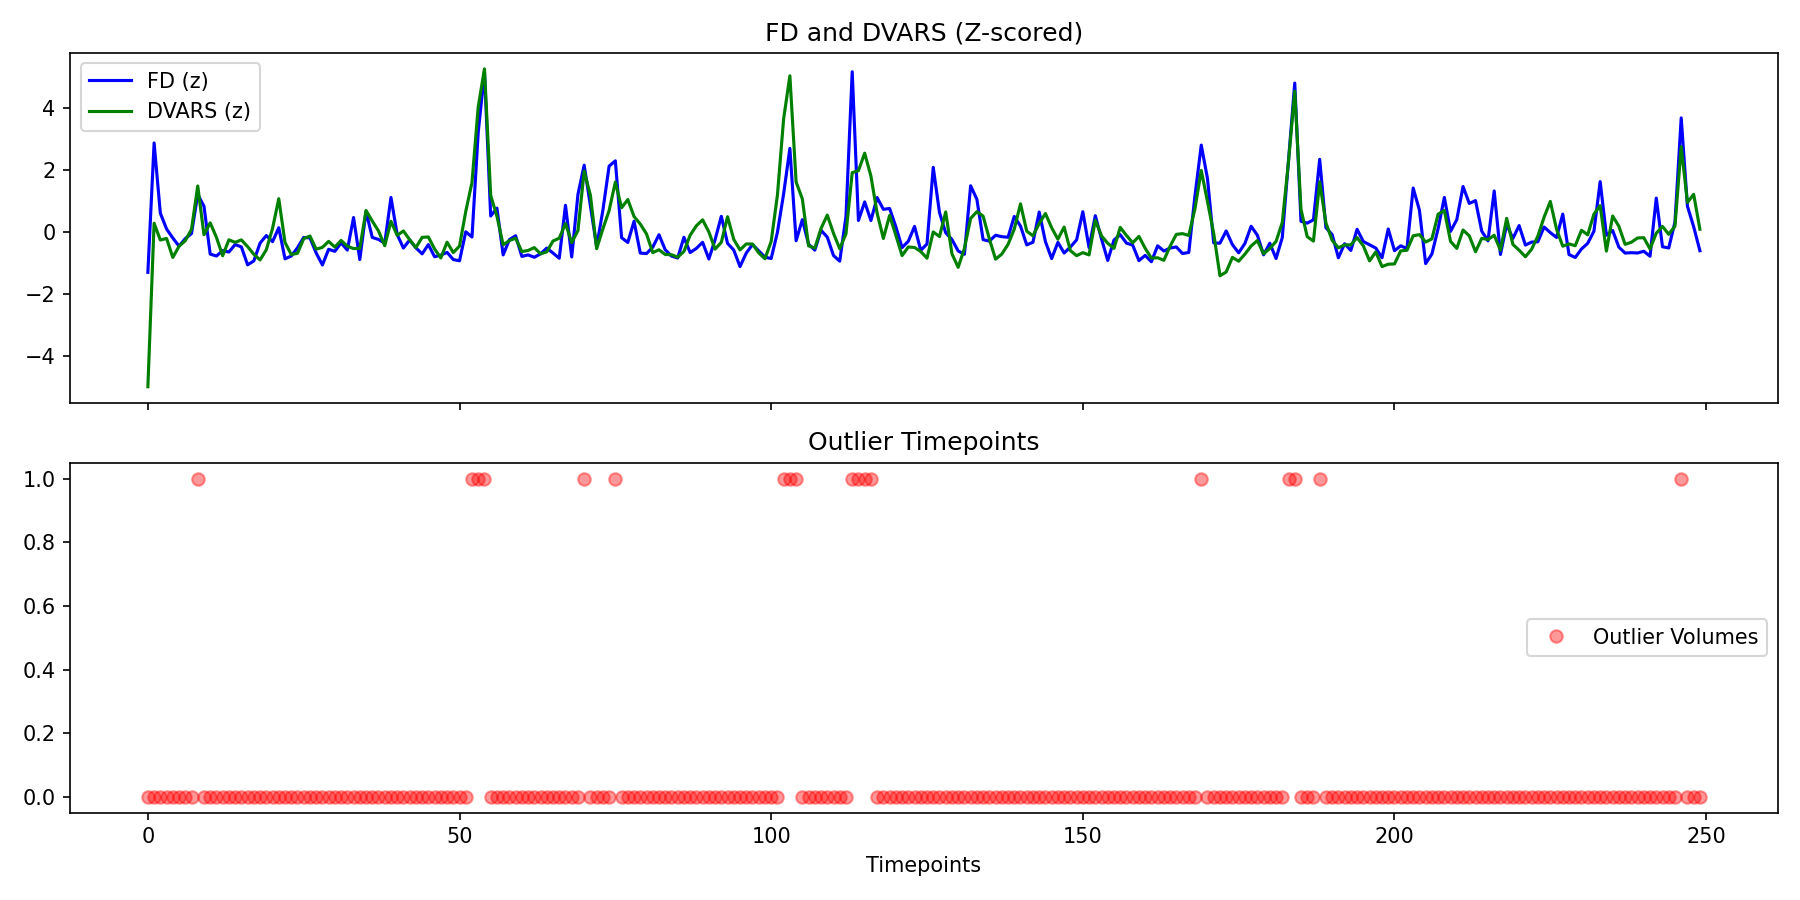 FD and DVARS (Z-scored)
FD (z)
DVARS (z)
4
2
0
−2
−4
Outlier Timepoints
1.0
0.8
0.6
0.4
0.2
0.0
Outlier Volumes
0 50 100 150 200 250
Timepoints